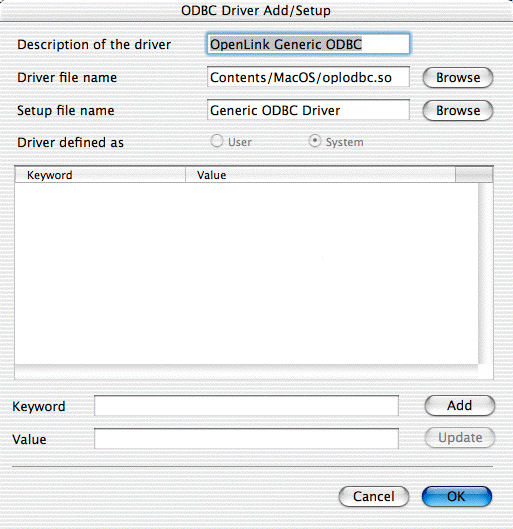 ODBC Driver Add/Setup
Description of the driver OpenLink Generic ODBC
Driver file name Contents/MacOS/oplodbc.so Browse
Setup file name Generic ODBC Driver Browse
Driver defined as User System
Keyword Value
Keyword Add
Value Update
Cancel OK